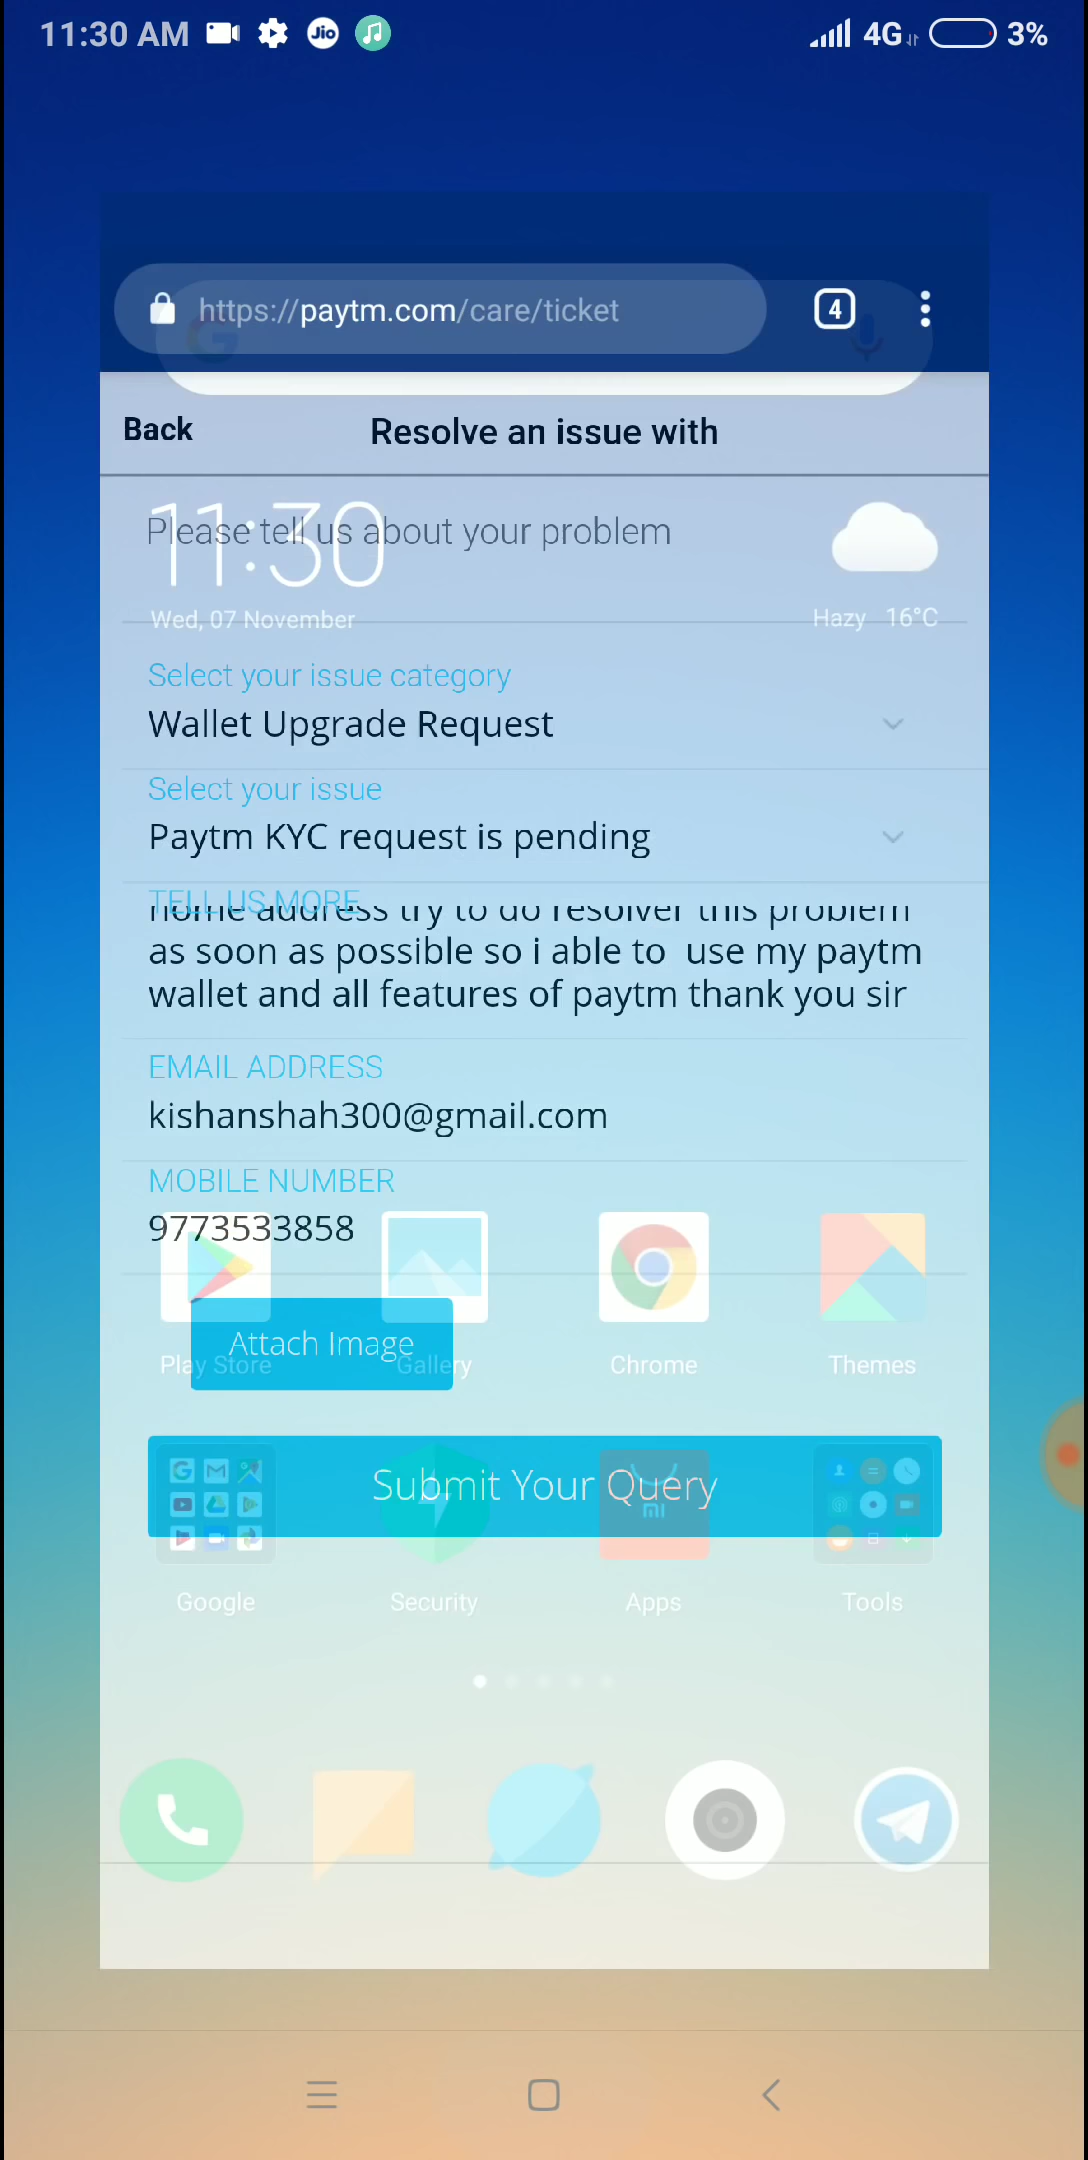 11:30 AM Jio 4G 3%
https://paytm.com/care/ticket 4
Back Resolve an issue with
Please tell us about your problem
11:30
Wed, 07 November Hazy 16°C
Select your issue category
Wallet Upgrade Request
Select your issue
Paytm KYC request is pending
TELL US MORE
home address try to do resolver this problem
as soon as possible so i able to use my paytm
wallet and all features of paytm thank you sir
EMAIL ADDRESS
kishanshah300@gmail.com
MOBILE NUMBER
9773533858
Attach Image
Play Store Gallery Chrome Themes
Submit Your Query
mi
Google Security Apps Tools